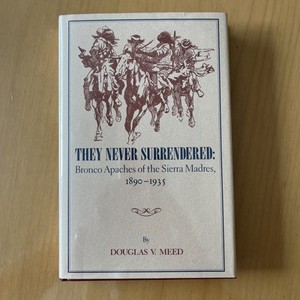 THEY NEVER SURRENDERED:
Bronco Apaches of the Sierra Madres,
1890–1935
By
DOUGLAS V. MEED